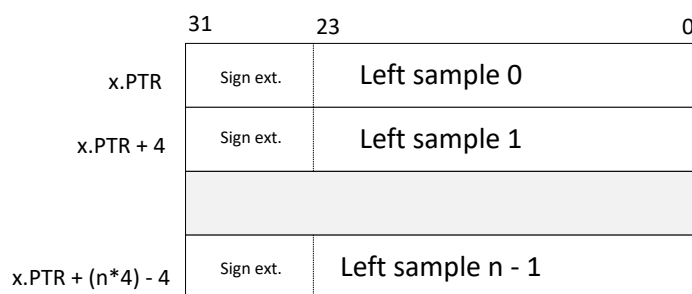 31 23 0
x.PTR Sign ext. Left sample 0
x.PTR + 4 Sign ext. Left sample 1
x.PTR + (n*4) - 4 Sign ext. Left sample n - 1